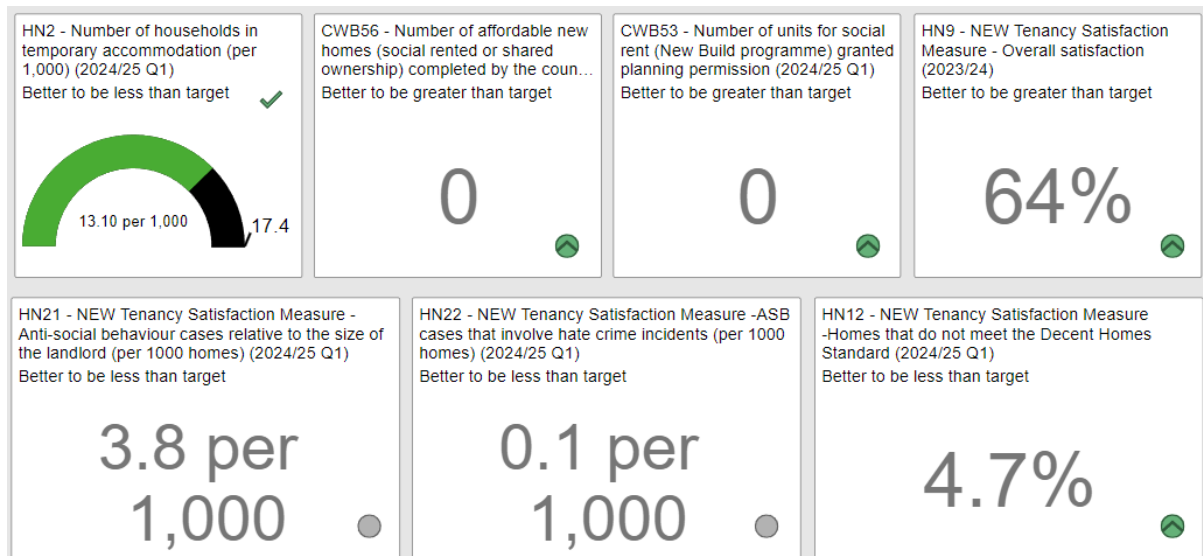 HN2 - Number of households in
temporary accommodation (per
1,000) (2024/25 Q1)
Better to be less than target
13.10 per 1,000
17.4
CWB56 - Number of affordable new
homes (social rented or shared
ownership) completed by the coun…
Better to be greater than target
0
CWB53 - Number of units for social
rent (New Build programme) granted
planning permission (2024/25 Q1)
Better to be greater than target
0
HN9 - NEW Tenancy Satisfaction
Measure - Overall satisfaction
(2023/24)
Better to be greater than target
64%
HN21 - NEW Tenancy Satisfaction Measure -
Anti-social behaviour cases relative to the size of
the landlord (per 1000 homes) (2024/25 Q1)
Better to be less than target
3.8 per
1,000
HN22 - NEW Tenancy Satisfaction Measure -ASB
cases that involve hate crime incidents (per 1000
homes) (2024/25 Q1)
Better to be less than target
0.1 per
1,000
HN12 - NEW Tenancy Satisfaction Measure
-Homes that do not meet the Decent Homes
Standard (2024/25 Q1)
Better to be less than target
4.7%